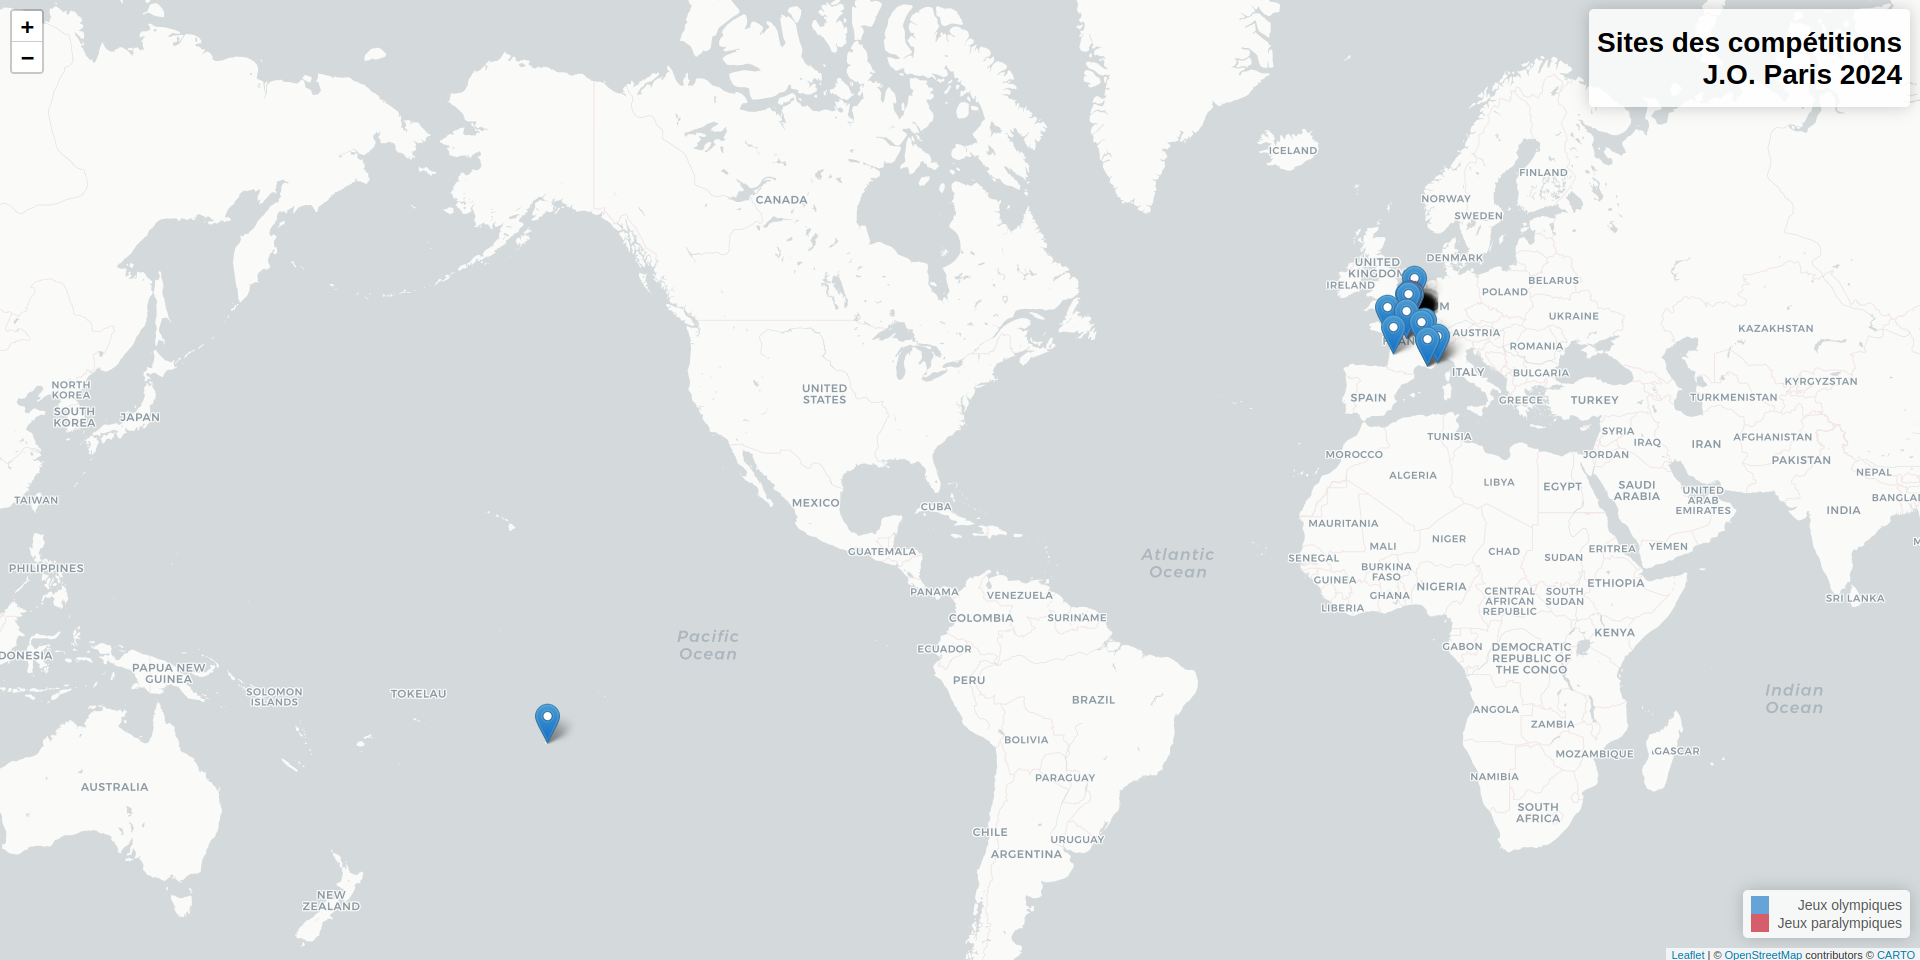 +
−
Sites des compétitions
J.O. Paris 2024
ICELAND
FINLAND
NORWAY
SWEDEN
CANADA
DENMARK
UNITED
KINGDOM
IRELAND
BELARUS
POLAND
UKRAINE
AUSTRIA
KAZAKHSTAN
ROMANIA
ITALY
BULGARIA
KYRGYZSTAN
NORTH
KOREA
SOUTH
KOREA
JAPAN
UNITED
STATES
SPAIN
GREECE
TURKEY
TURKMENISTAN
TUNISIA
SYRIA
IRAQ
IRAN
AFGHANISTAN
MOROCCO
JORDAN
PAKISTAN
ALGERIA
LIBYA
EGYPT
SAUDI
ARABIA
UNITED
ARAB
EMIRATES
NEPAL
BANGLA
INDIA
TAIWAN
MEXICO
CUBA
MAURITANIA
MALI
NIGER
CHAD
SUDAN
ERITREA
YEMEN
GUATEMALA
Atlantic
Ocean
SENEGAL
PHILIPPINES
GUINEA
BURKINA
FASO
NIGERIA
ETHIOPIA
PANAMA
VENEZUELA
GHANA
CENTRAL
AFRICAN
REPUBLIC
SOUTH
SUDAN
SRI LANKA
LIBERIA
COLOMBIA
SURINAME
KENYA
Pacific
Ocean
ECUADOR
GABON
DEMOCRATIC
REPUBLIC OF
THE CONGO
DONESIA
PAPUA NEW
GUINEA
SOLOMON
ISLANDS
TOKELAU
PERU
BRAZIL
Indian
Ocean
ANGOLA
ZAMBIA
BOLIVIA
MOZAMBIQUE
AGASCAR
PARAGUAY
NAMIBIA
AUSTRALIA
SOUTH
AFRICA
CHILE
URUGUAY
ARGENTINA
NEW
ZEALAND
Jeux olympiques
Jeux paralympiques
Leaflet | © OpenStreetMap contributors © CARTO